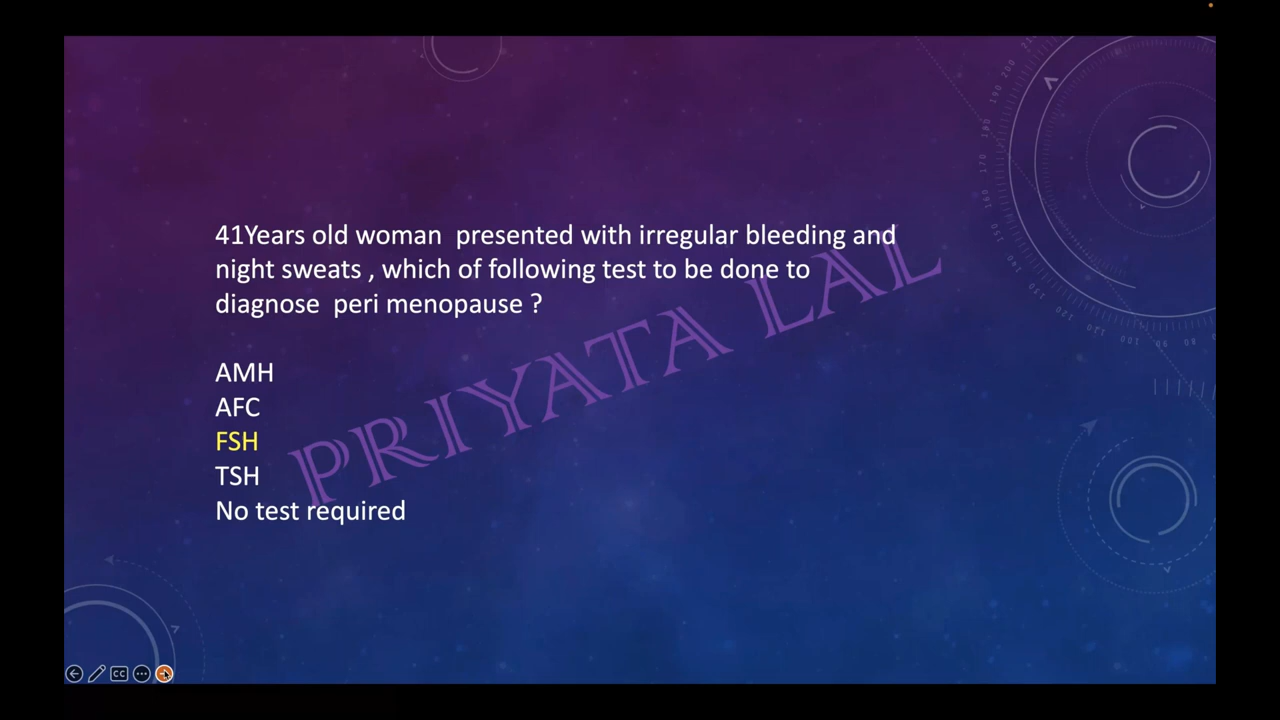 41Years old woman presented with irregular bleeding and
night sweats , which of following test to be done to
diagnose peri menopause ?
AMH
AFC
FSH
TSH
No test required
PRIYATA LAL
CC